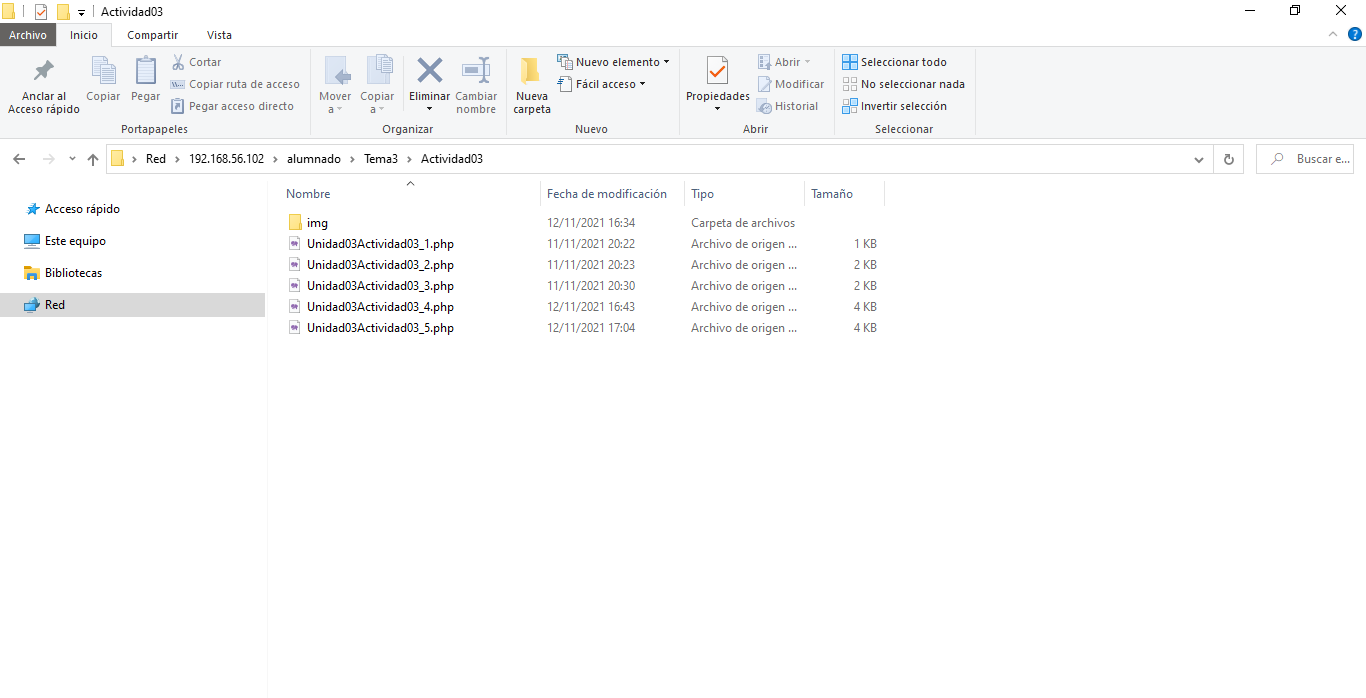 Actividad03
Archivo Inicio Compartir Vista
Anclar al Acceso rápido
Copiar
Pegar
Cortar
Copiar ruta de acceso
Pegar acceso directo
Portapapeles
Mover a
Copiar a
Eliminar
Cambiar nombre
Organizar
Nueva carpeta
Nuevo elemento
Fácil acceso
Nuevo
Propiedades
Abrir
Modificar
Historial
Abrir
Seleccionar todo
No seleccionar nada
Invertir selección
Seleccionar
Red > 192.168.56.102 > alumnado > Tema3 > Actividad03
Buscar e...
Acceso rápido
Este equipo
Bibliotecas
Red
Nombre Fecha de modificación Tipo Tamaño
img 12/11/2021 16:34 Carpeta de archivos
Unidad03Actividad03_1.php 11/11/2021 20:22 Archivo de origen ... 1 KB
Unidad03Actividad03_2.php 11/11/2021 20:23 Archivo de origen ... 2 KB
Unidad03Actividad03_3.php 11/11/2021 20:30 Archivo de origen ... 2 KB
Unidad03Actividad03_4.php 12/11/2021 16:43 Archivo de origen ... 4 KB
Unidad03Actividad03_5.php 12/11/2021 17:04 Archivo de origen ... 4 KB